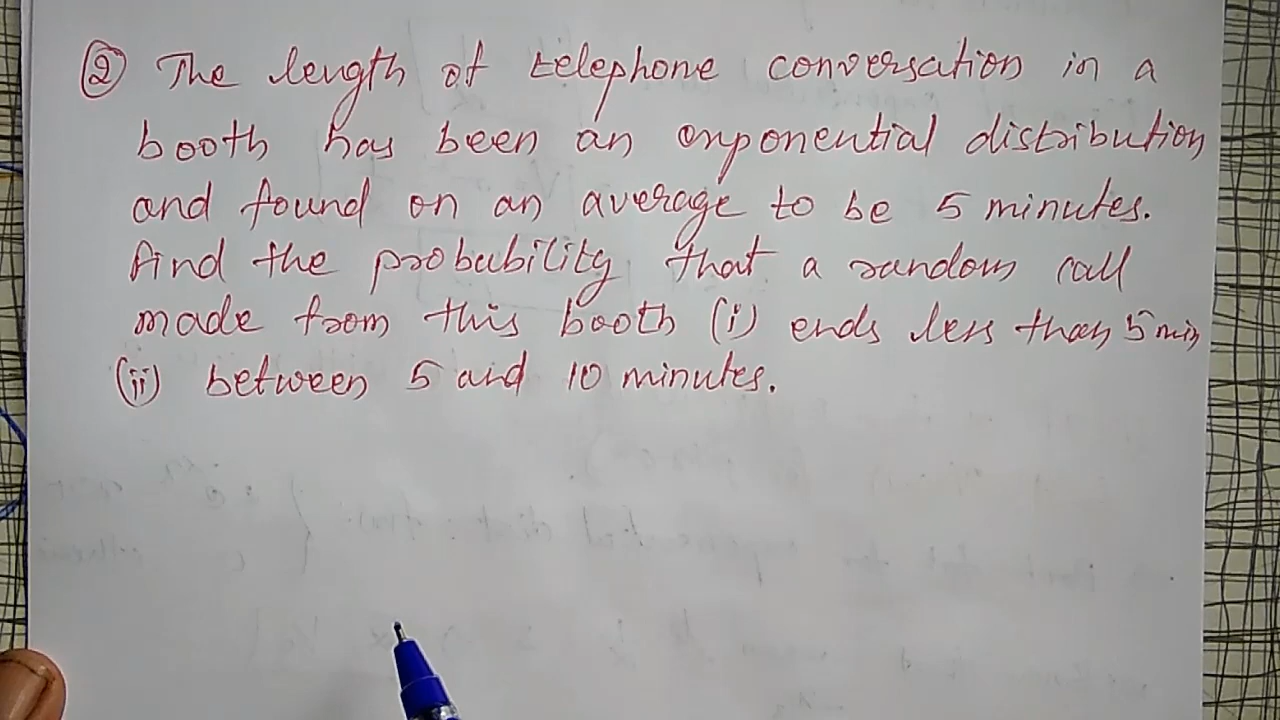 ② The length of telephone conversation in a
booth has been an exponential distribution
and found on an average to be 5 minutes.
Find the probability that a random call
made from this booth (i) ends less than 5 min
(ii) between 5 and 10 minutes.